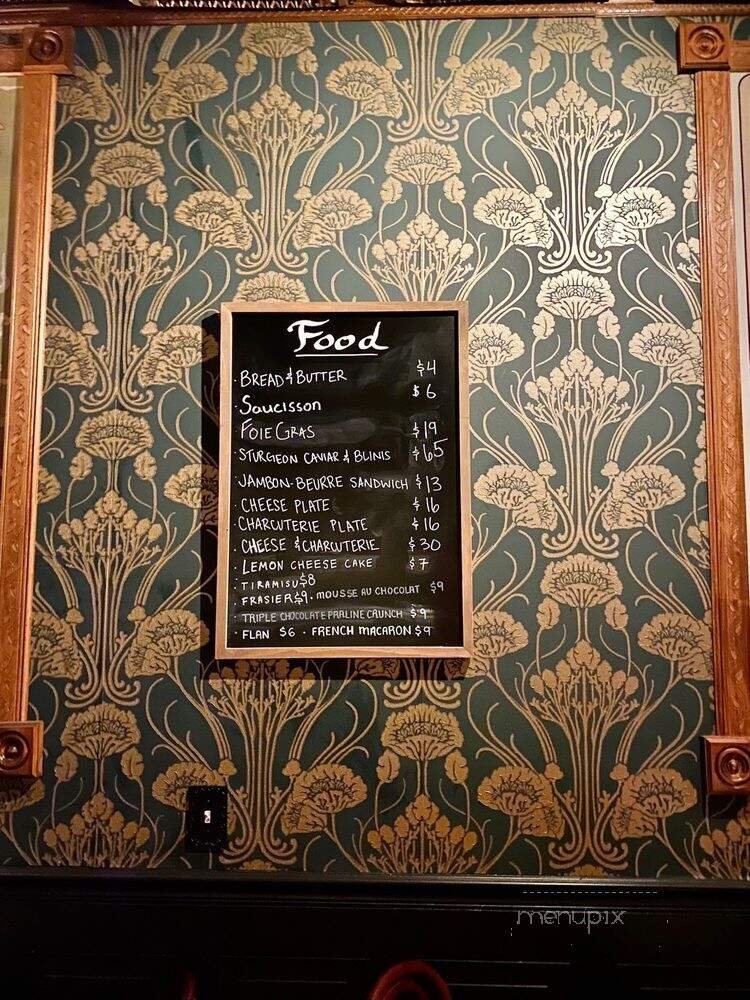 Food
· BREAD & BUTTER $4
· Saucisson $6
FOIE GRAS $19
· STURGEON CAVIAR & BLINIS $65
· JAMBON-BEURRE SANDWICH $13
· CHEESE PLATE $16
· CHARCUTERIE PLATE $16
· CHEESE & CHARCUTERIE $30
· LEMON CHEESE CAKE $7
· TIRAMISU $8
· FRASIER $9 · MOUSSE AU CHOCOLAT $9
· TRIPLE CHOCOLATE PRALINE CRUNCH $9
· FLAN $6 · FRENCH MACARON $9
menupix